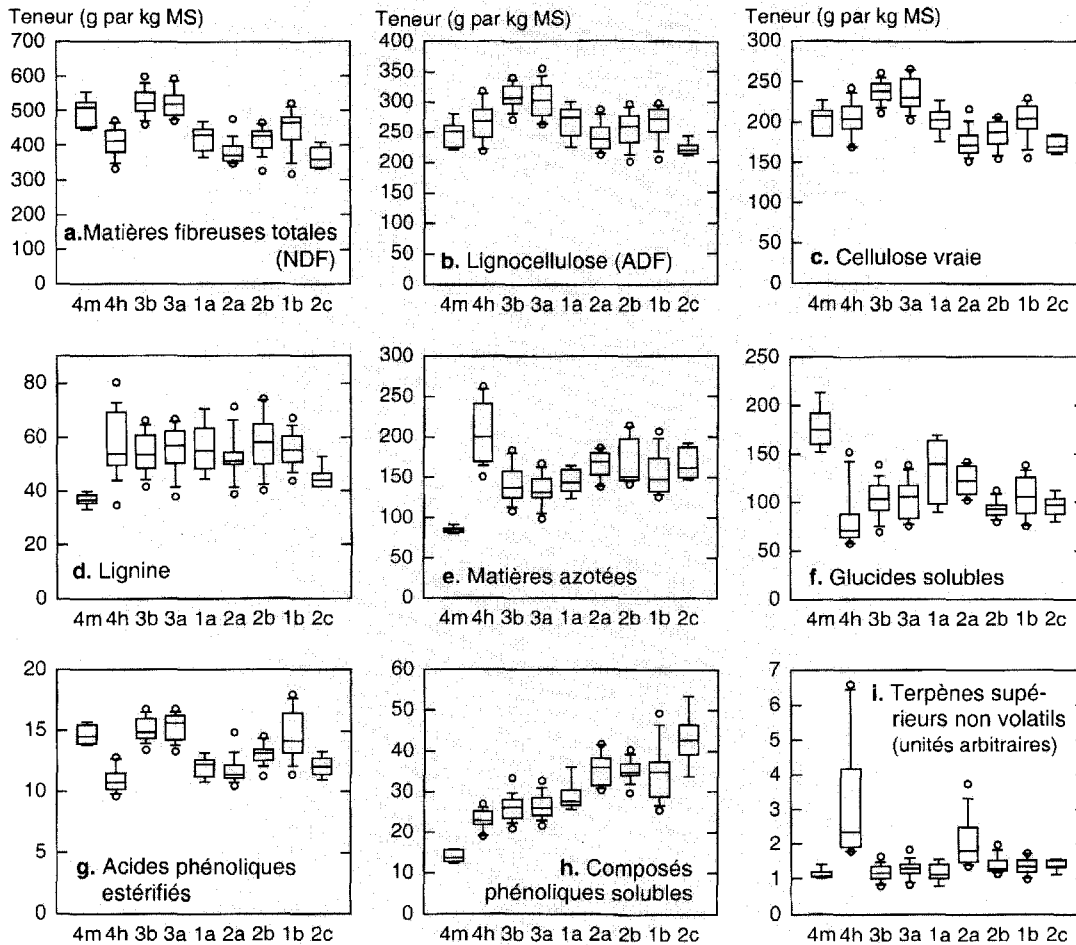 Teneur (g par kg MS)
700
600
500
400
300
200
100
0
a. Matières fibreuses totales
(NDF)
4m 4h 3b 3a 1a 2a 2b 1b 2c
Teneur (g par kg MS)
400
350
300
250
200
150
100
50
0
b. Lignocellulose (ADF)
4m 4h 3b 3a 1a 2a 2b 1b 2c
Teneur (g par kg MS)
300
250
200
150
100
50
0
c. Cellulose vraie
4m 4h 3b 3a 1a 2a 2b 1b 2c
80
60
40
20
0
d. Lignine
4m 4h 3b 3a 1a 2a 2b 1b 2c
300
250
200
150
100
50
0
e. Matières azotées
4m 4h 3b 3a 1a 2a 2b 1b 2c
250
200
150
100
50
0
f. Glucides solubles
4m 4h 3b 3a 1a 2a 2b 1b 2c
20
15
10
5
0
g. Acides phénoliques
estérifiés
4m 4h 3b 3a 1a 2a 2b 1b 2c
60
50
40
30
20
10
0
h. Composés
phénoliques solubles
4m 4h 3b 3a 1a 2a 2b 1b 2c
7
6
5
4
3
2
1
0
i. Terpènes supé-
rieurs non volatils
(unités arbitraires)
4m 4h 3b 3a 1a 2a 2b 1b 2c